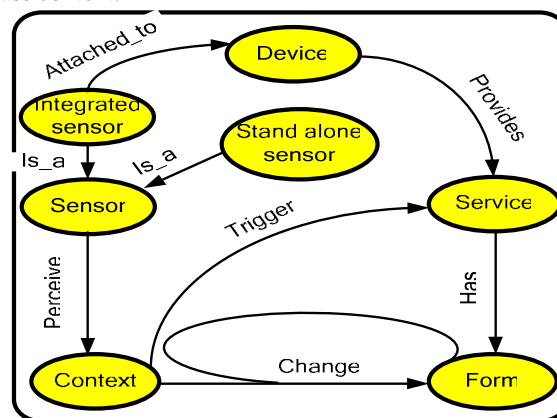 Attached_to
Device
Integrated
sensor
Provides
Stand alone
sensor
Is_a
Is_a
Sensor
Service
Trigger
Perceive
Has
Change
Context
Form